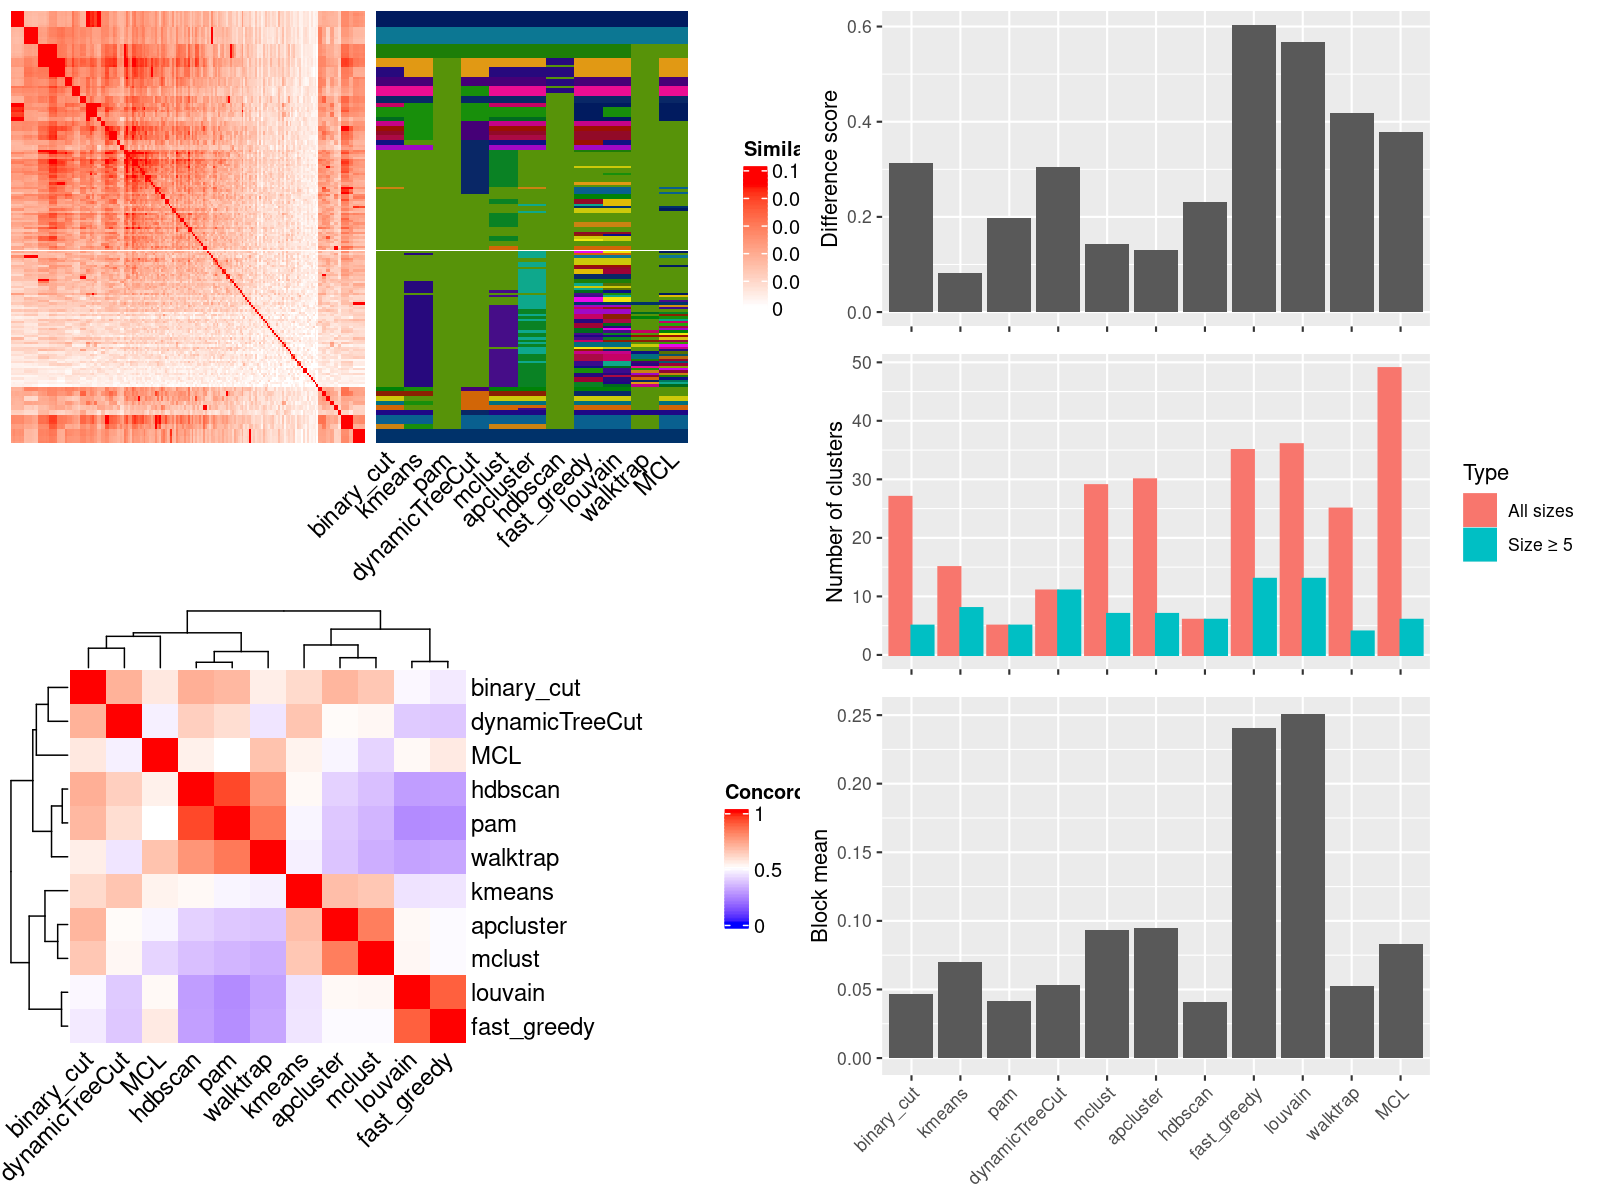 Simila
0.1
0.0
0.0
0.0
0.0
0
binary_cut
kmeans
pam
dynamicTreeCut
mclust
apcluster
hdbscan
fast_greedy
louvain
walktrap
MCL
binary_cut
dynamicTreeCut
MCL
hdbscan
pam
walktrap
kmeans
apcluster
mclust
louvain
fast_greedy
binary_cut
dynamicTreeCut
MCL
hdbscan
pam
walktrap
kmeans
apcluster
mclust
louvain
fast_greedy
Concord
1
0.5
0
Difference score
0.6
0.4
0.2
0.0
Number of clusters
50
40
30
20
10
0
Type
All sizes
Size ≥ 5
Block mean
0.25
0.20
0.15
0.10
0.05
0.00
binary_cut
kmeans
pam
dynamicTreeCut
mclust
apcluster
hdbscan
fast_greedy
louvain
walktrap
MCL